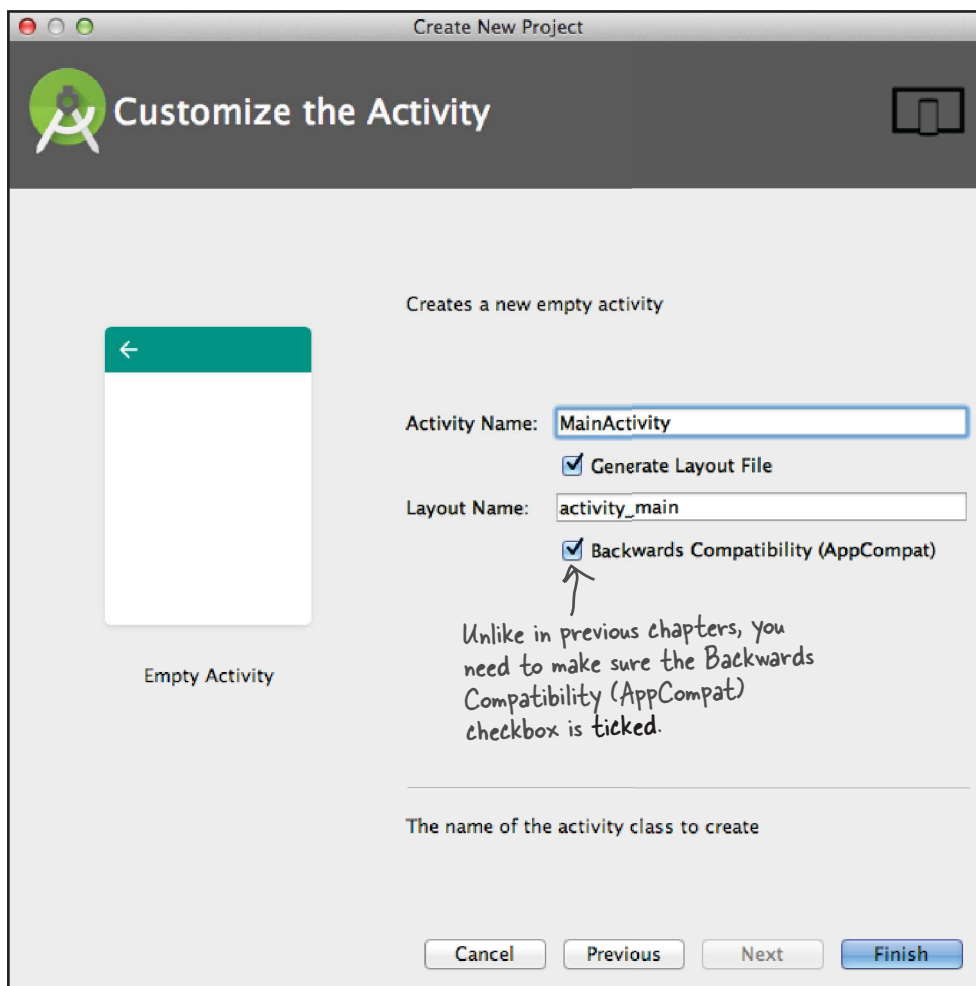 Create New Project
Customize the Activity
Creates a new empty activity
Activity Name: MainActivity
Generate Layout File
Layout Name: activity_main
Backwards Compatibility (AppCompat)
Unlike in previous chapters, you
need to make sure the Backwards
Compatibility (AppCompat)
checkbox is ticked.
Empty Activity
The name of the activity class to create
Cancel Previous Next Finish